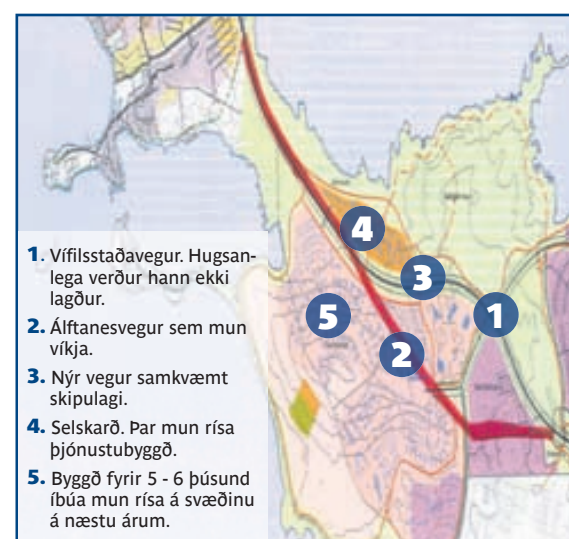 1. Vífilsstaðavegur. Hugsan-
lega verður hann ekki
lagður.
2. Álftanesvegur sem mun
víkja.
3. Nýr vegur samkvæmt
skipulagi.
4. Selskarð. Þar mun rísa
þjónustubyggð.
5. Byggð fyrir 5 - 6 þúsund
íbúa mun rísa á svæðinu
á næstu árum.
4
3
5
1
2